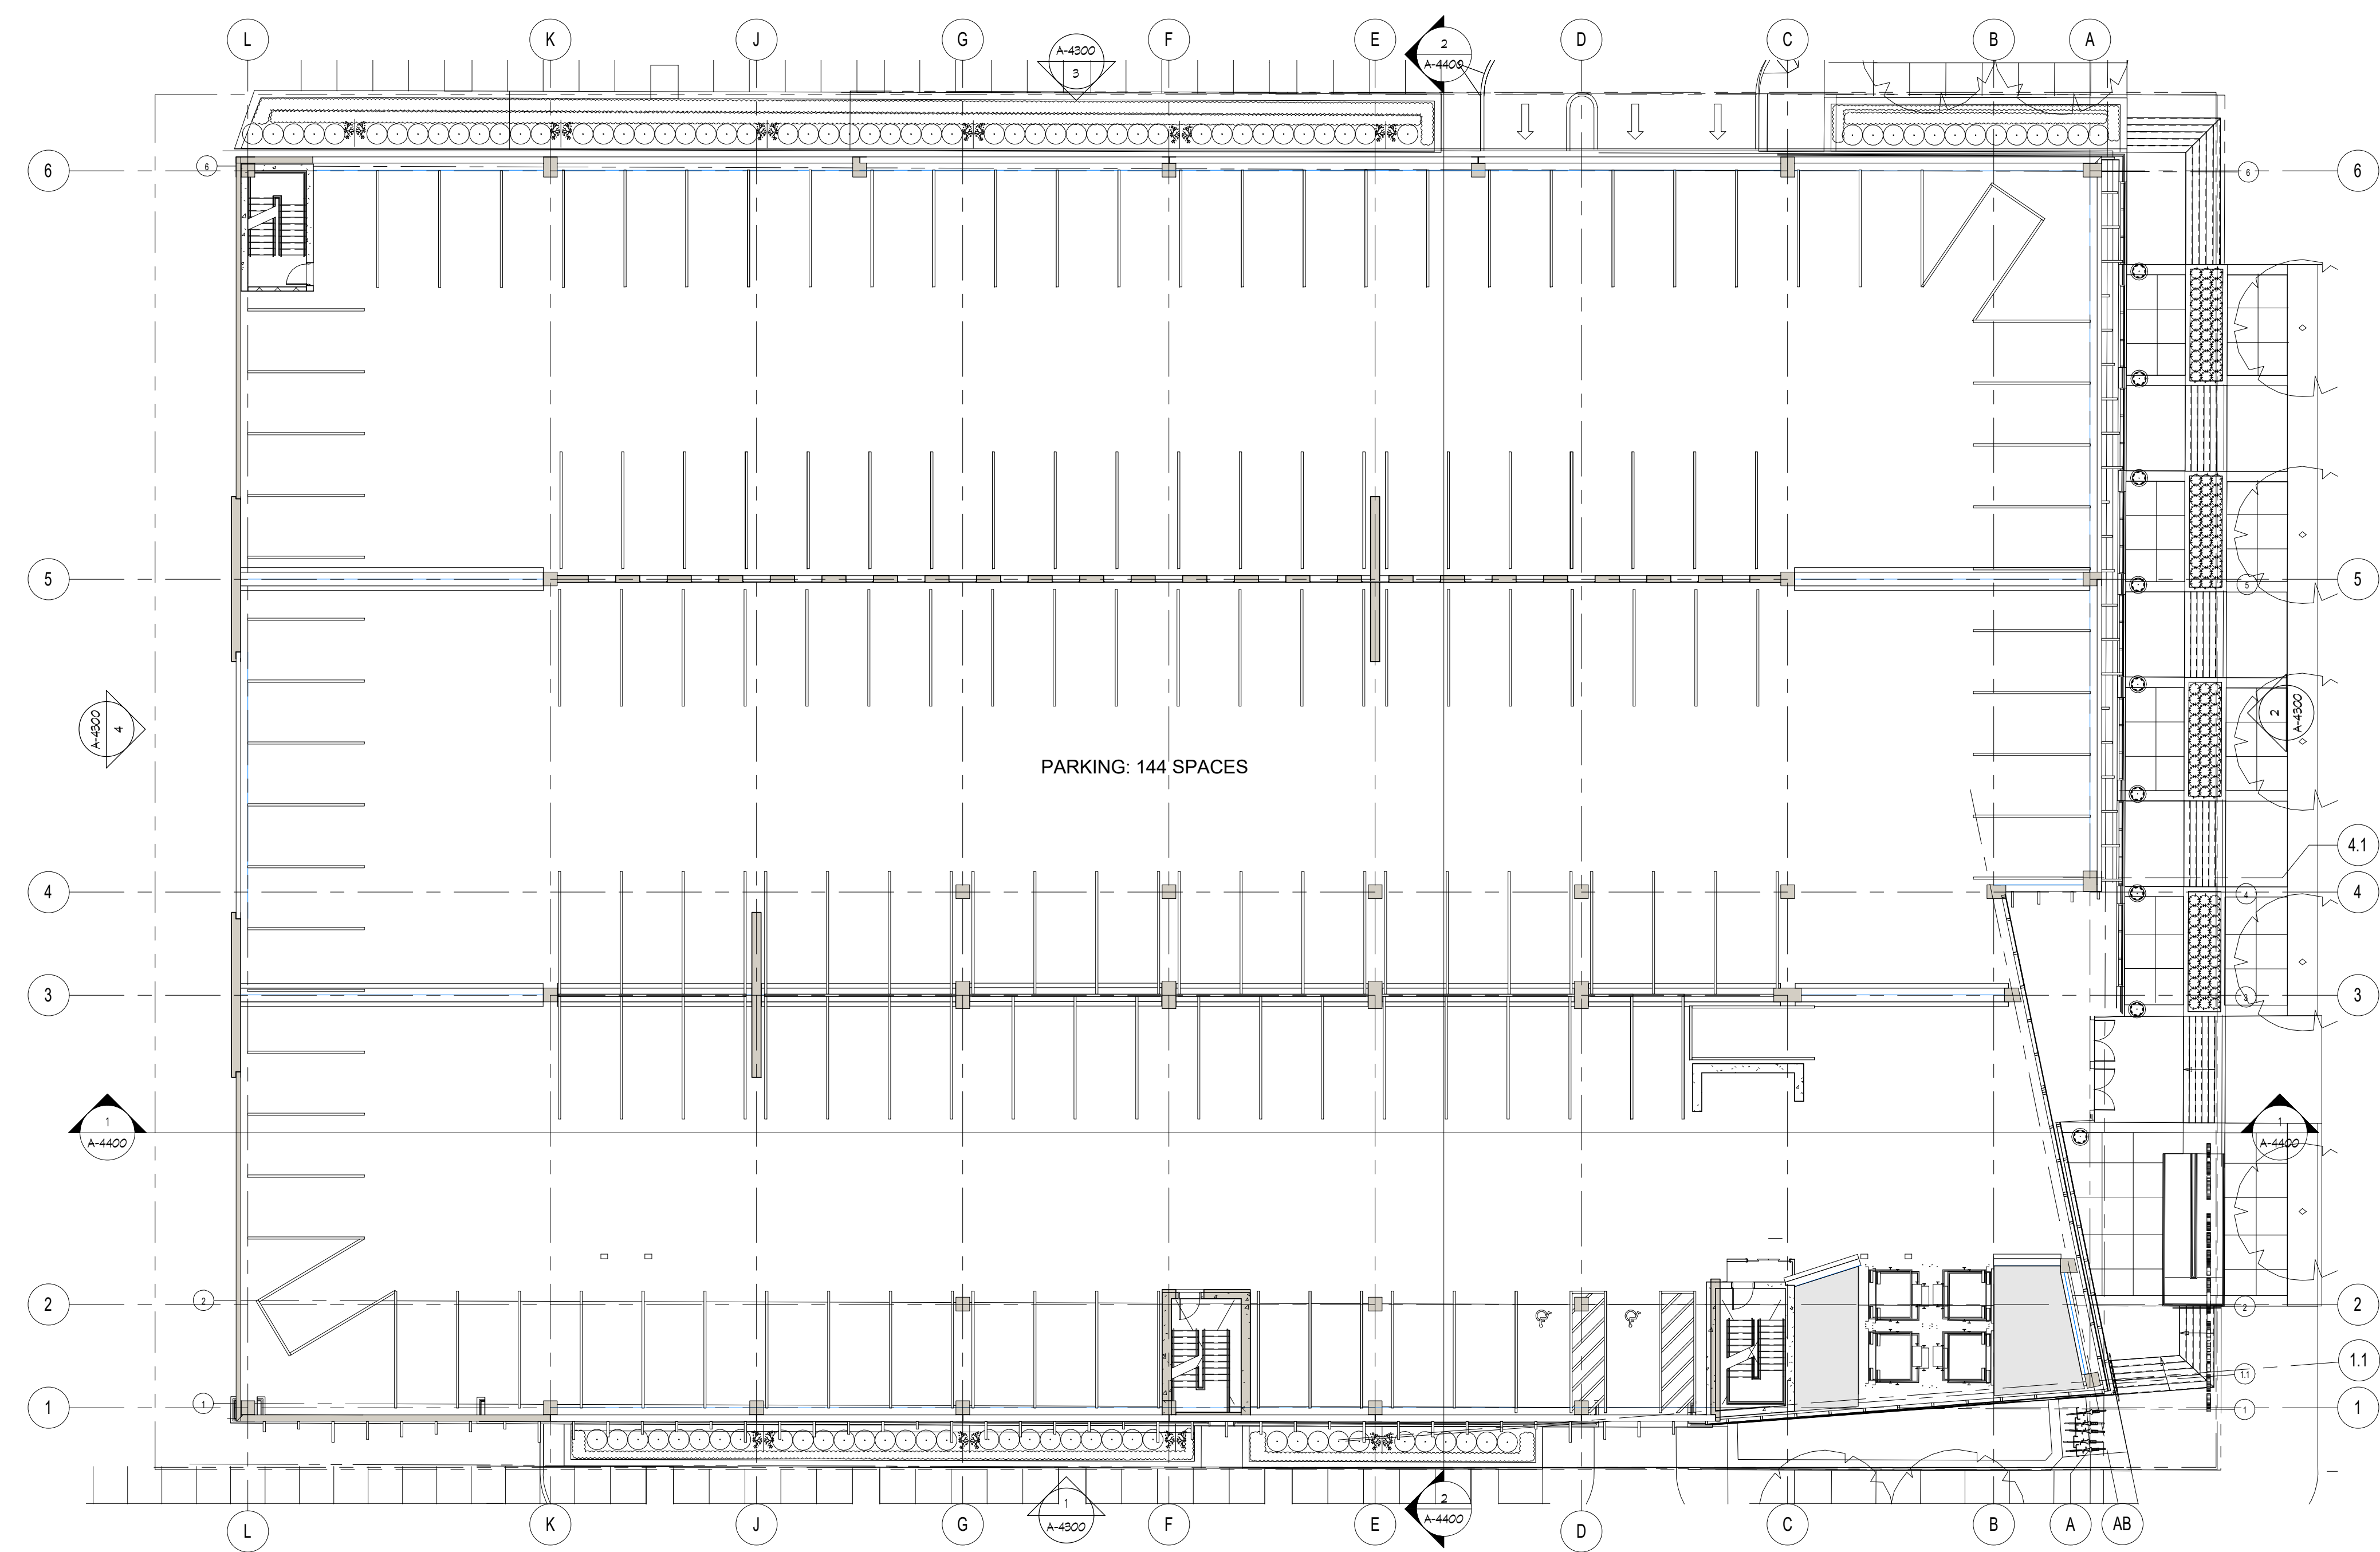 L K J G F E D C B A
A-4300
3
2
A-4400
6 6 6 6
5 5 5
A-4300
4
2
A-4300
PARKING: 144 SPACES
4.1
4 4 4
3 3 3
1
A-4400
1
A-4400
2 2 2 2
1.1 1.1
1 1 1 1
1
A-4300
2
A-4400
L K J G F E D C B A AB